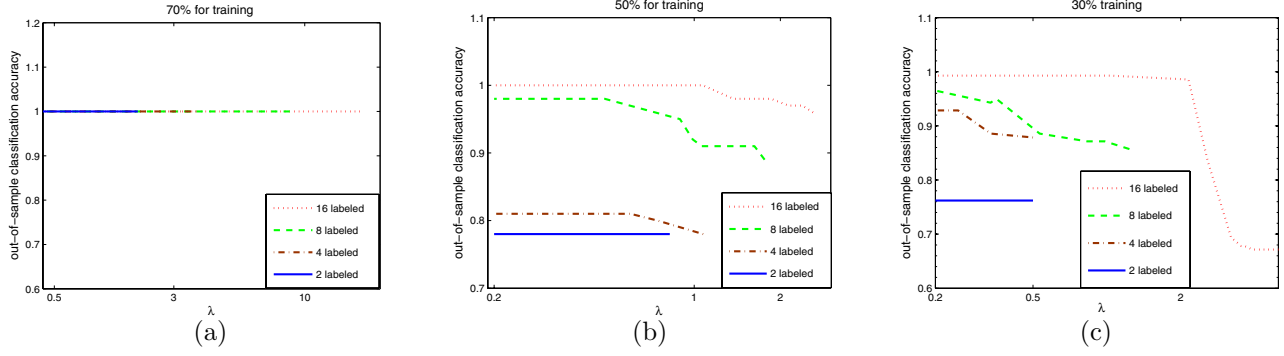 70% for training
out−of−sample classification accuracy
1.2
1.1
1
0.9
0.8
0.7
0.6
0.5
3
10
λ
16 labeled
8 labeled
4 labeled
2 labeled
(a)
50% for training
out−of−sample classification accuracy
1.1
1
0.9
0.8
0.7
0.2
1
2
λ
16 labeled
8 labeled
4 labeled
2 labeled
(b)
30% training
out−of−sample classification accuracy
1.1
1
0.9
0.8
0.7
0.6
0.2
0.5
2
λ
16 labeled
8 labeled
4 labeled
2 labeled
(c)